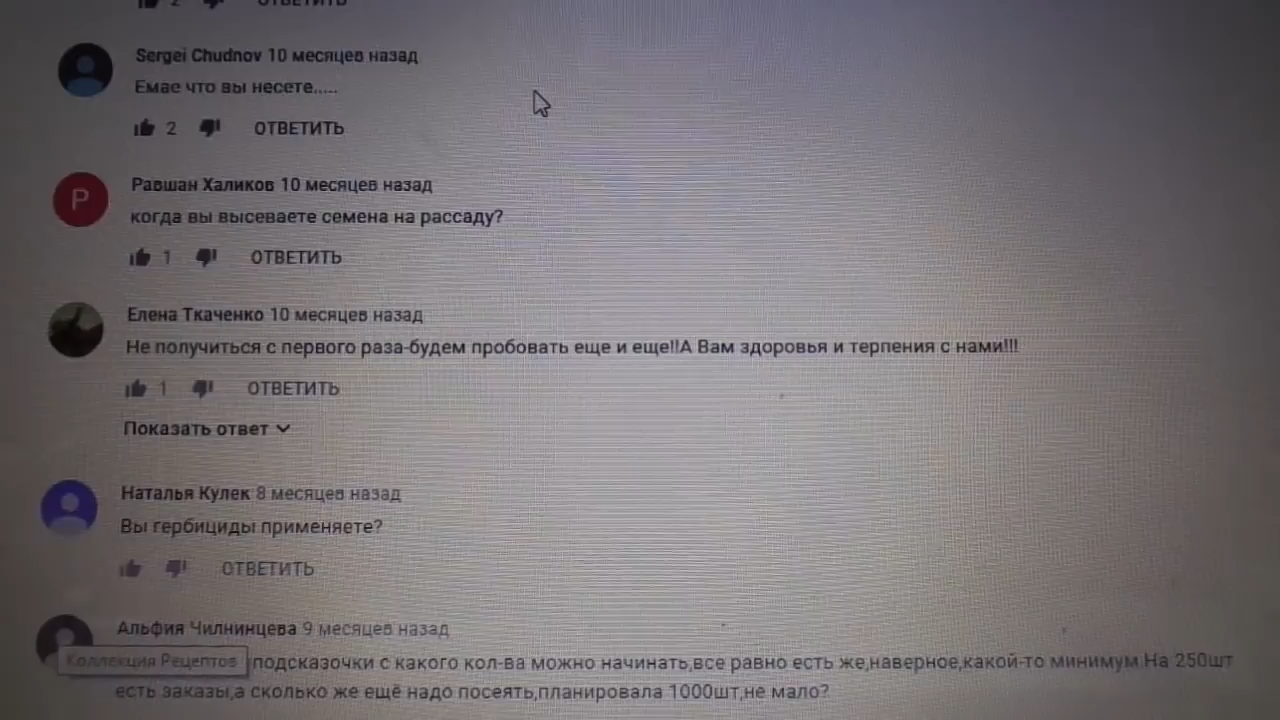 2 ОТВЕТИТЬ
Sergei Chudnov 10 месяцев назад
Емае что вы несете.....
2 ОТВЕТИТЬ
Р
Равшан Халиков 10 месяцев назад
когда вы высеваете семена на рассаду?
1 ОТВЕТИТЬ
Елена Ткаченко 10 месяцев назад
Не получиться с первого раза-будем пробовать еще и еще!!А Вам здоровья и терпения с нами!!!
1 ОТВЕТИТЬ
Показать ответ
Наталья Кулек 8 месяцев назад
Вы гербициды применяете?
ОТВЕТИТЬ
Альфия Чилнинцева 9 месяцев назад
Коллекция Рецептов подсказочки с какого кол-ва можно начинать,все равно есть же,наверное,какой-то минимум.На 250шт
есть заказы,а сколько же ещё надо посеять,планировала 1000шт,не мало?